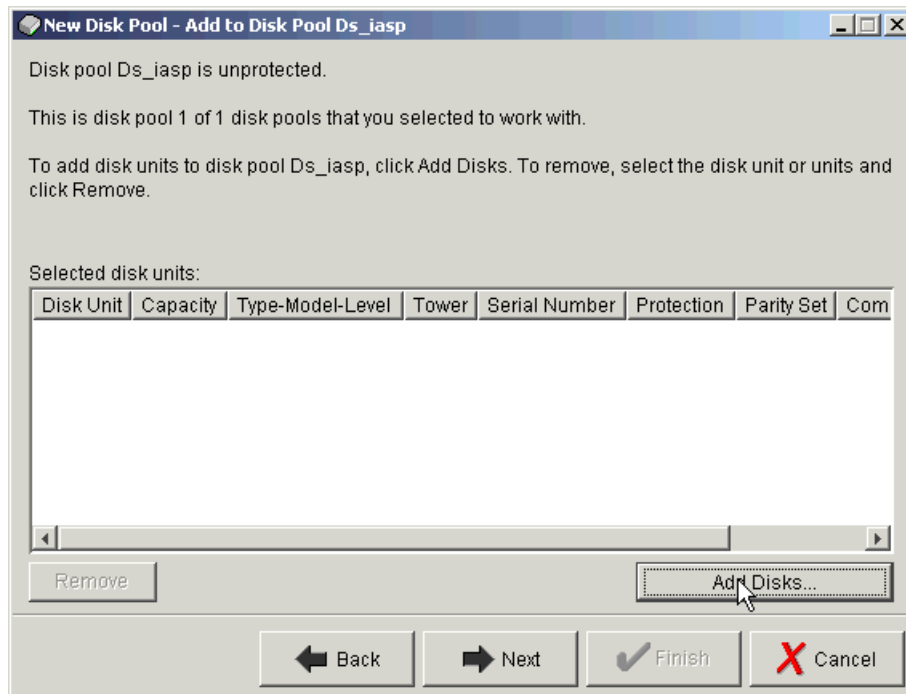 New Disk Pool - Add to Disk Pool Ds_iasp
Disk pool Ds_iasp is unprotected.
This is disk pool 1 of 1 disk pools that you selected to work with.
To add disk units to disk pool Ds_iasp, click Add Disks. To remove, select the disk unit or units and
click Remove.
Selected disk units:
Disk Unit Capacity Type-Model-Level Tower Serial Number Protection Parity Set Com
Remove Add Disks...
Back Next Finish Cancel